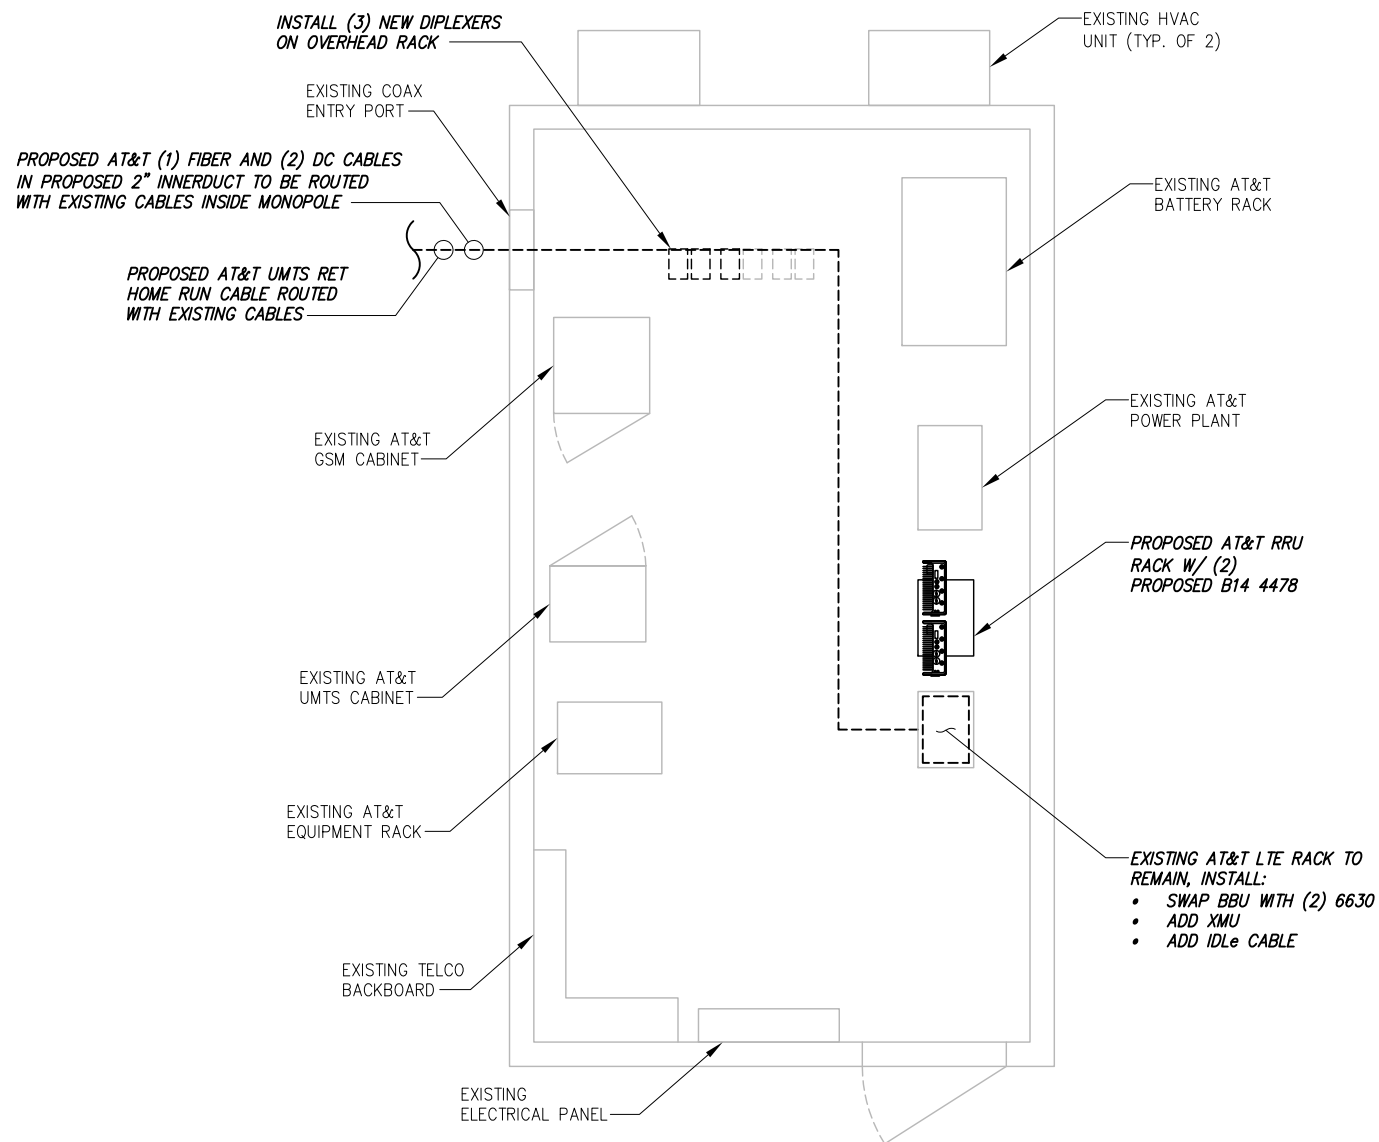 INSTALL (3) NEW DIPLEXERS
ON OVERHEAD RACK
EXISTING HVAC
UNIT (TYP. OF 2)
EXISTING COAX
ENTRY PORT
PROPOSED AT&T (1) FIBER AND (2) DC CABLES
IN PROPOSED 2" INNERDUCT TO BE ROUTED
WITH EXISTING CABLES INSIDE MONOPOLE
EXISTING AT&T
BATTERY RACK
PROPOSED AT&T UMTS RET
HOME RUN CABLE ROUTED
WITH EXISTING CABLES
EXISTING AT&T
POWER PLANT
EXISTING AT&T
GSM CABINET
PROPOSED AT&T RRU
RACK W/ (2)
PROPOSED B14 4478
EXISTING AT&T
UMTS CABINET
EXISTING AT&T
EQUIPMENT RACK
EXISTING AT&T LTE RACK TO
REMAIN, INSTALL:
• SWAP BBU WITH (2) 6630
• ADD XMU
• ADD IDLe CABLE
EXISTING TELCO
BACKBOARD
EXISTING
ELECTRICAL PANEL